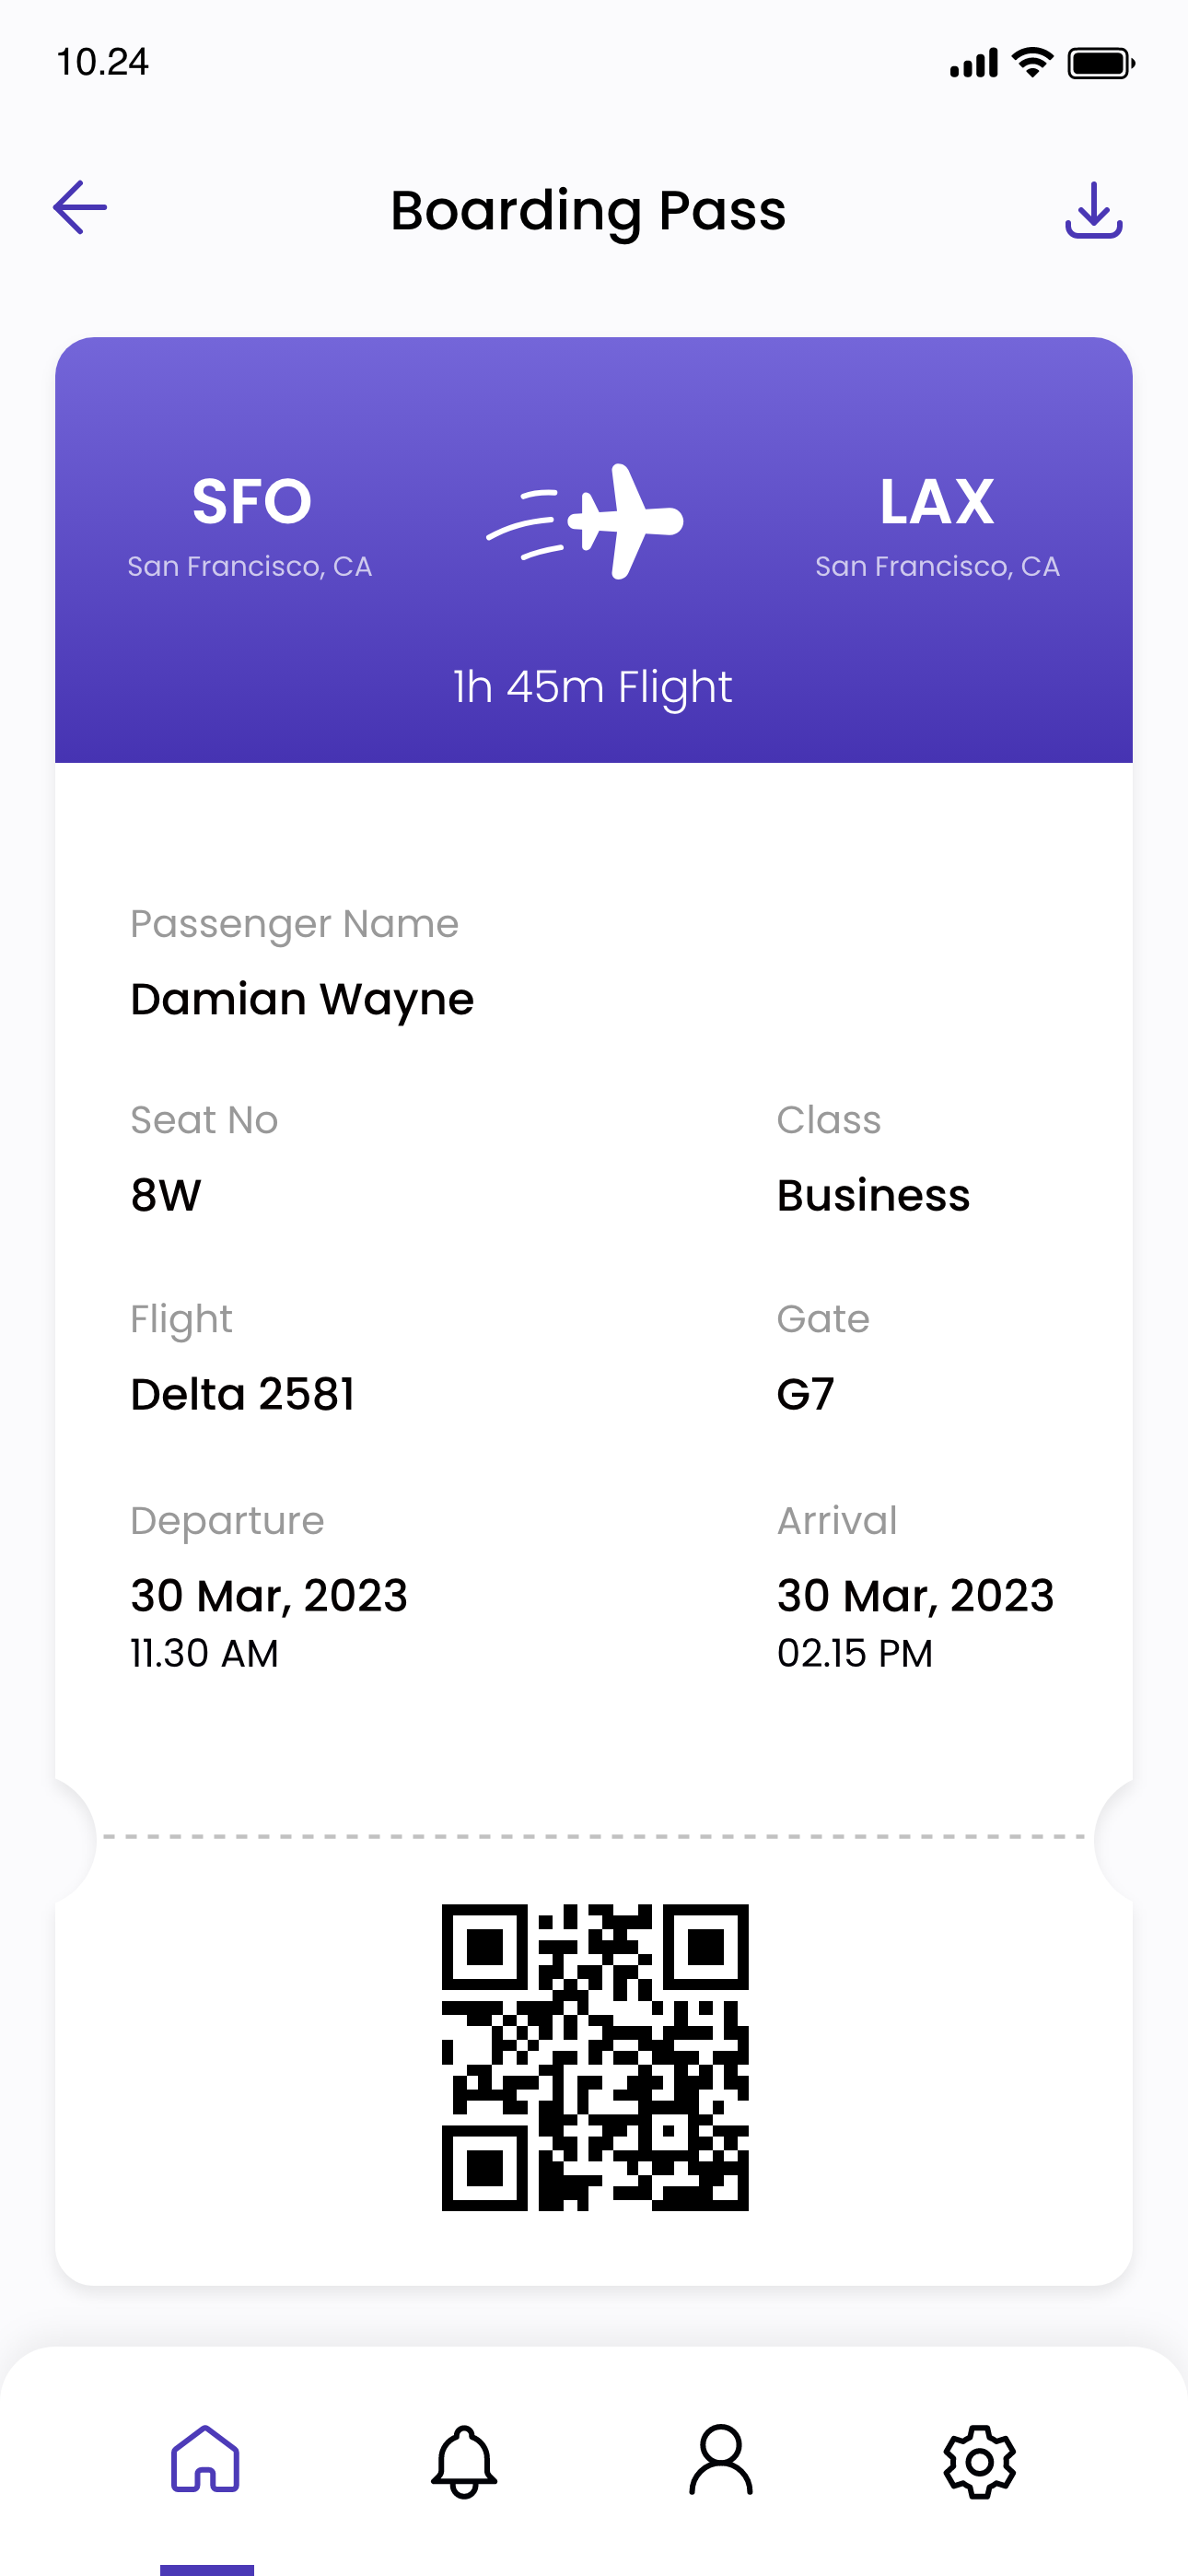 10.24
Boarding Pass
SFO LAX
San Francisco, CA San Francisco, CA
1h 45m Flight
Passenger Name
Damian Wayne
Seat No Class
8W Business
Flight Gate
Delta 2581 G7
Departure Arrival
30 Mar, 2023 30 Mar, 2023
11.30 AM 02.15 PM